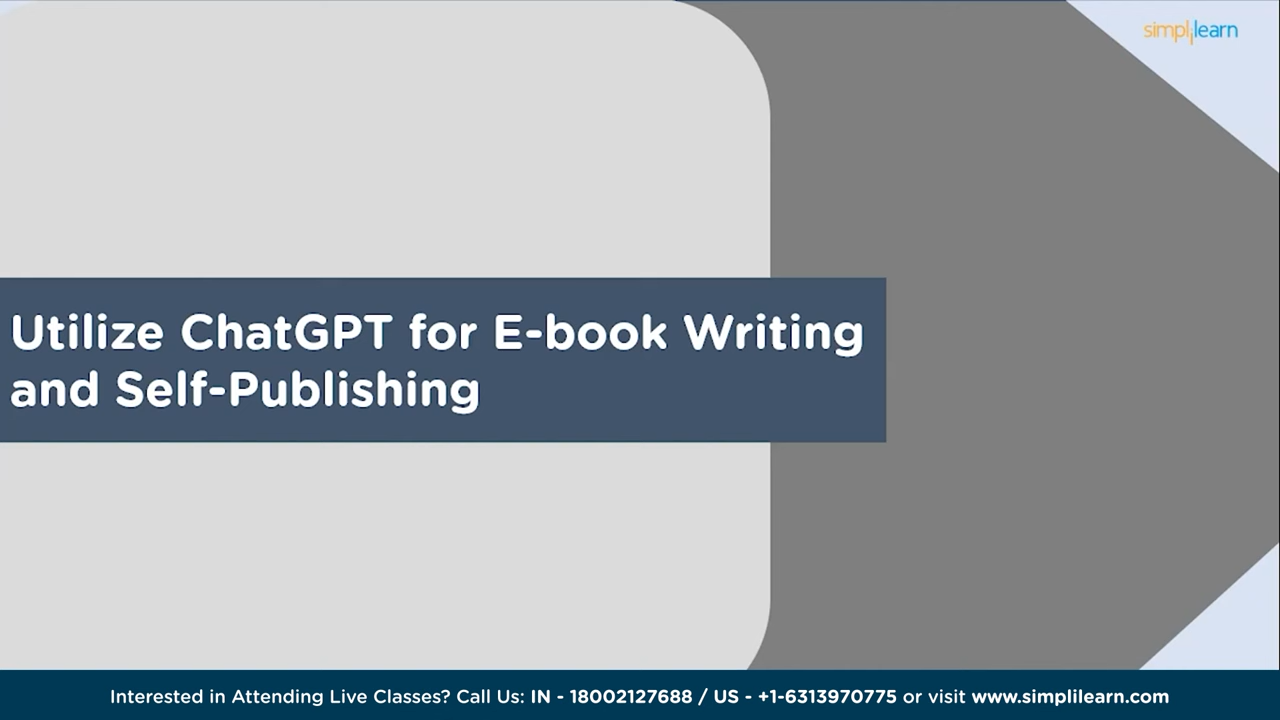 simplilearn
Utilize ChatGPT for E-book Writing
and Self-Publishing
Interested in Attending Live Classes? Call Us: IN - 18002127688 / US - +1-6313970775 or visit www.simplilearn.com